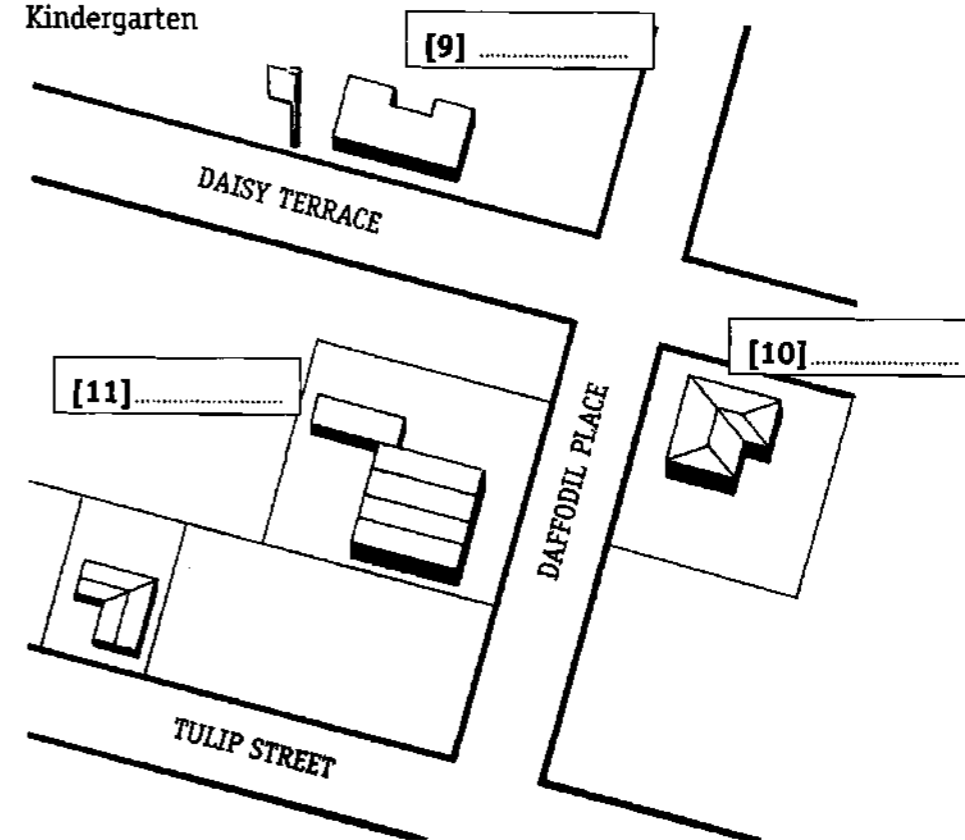 Kindergarten
[9] ........................
DAISY TERRACE
[10] ........................
[11] ........................
DAFFODIL PLACE
TULIP STREET